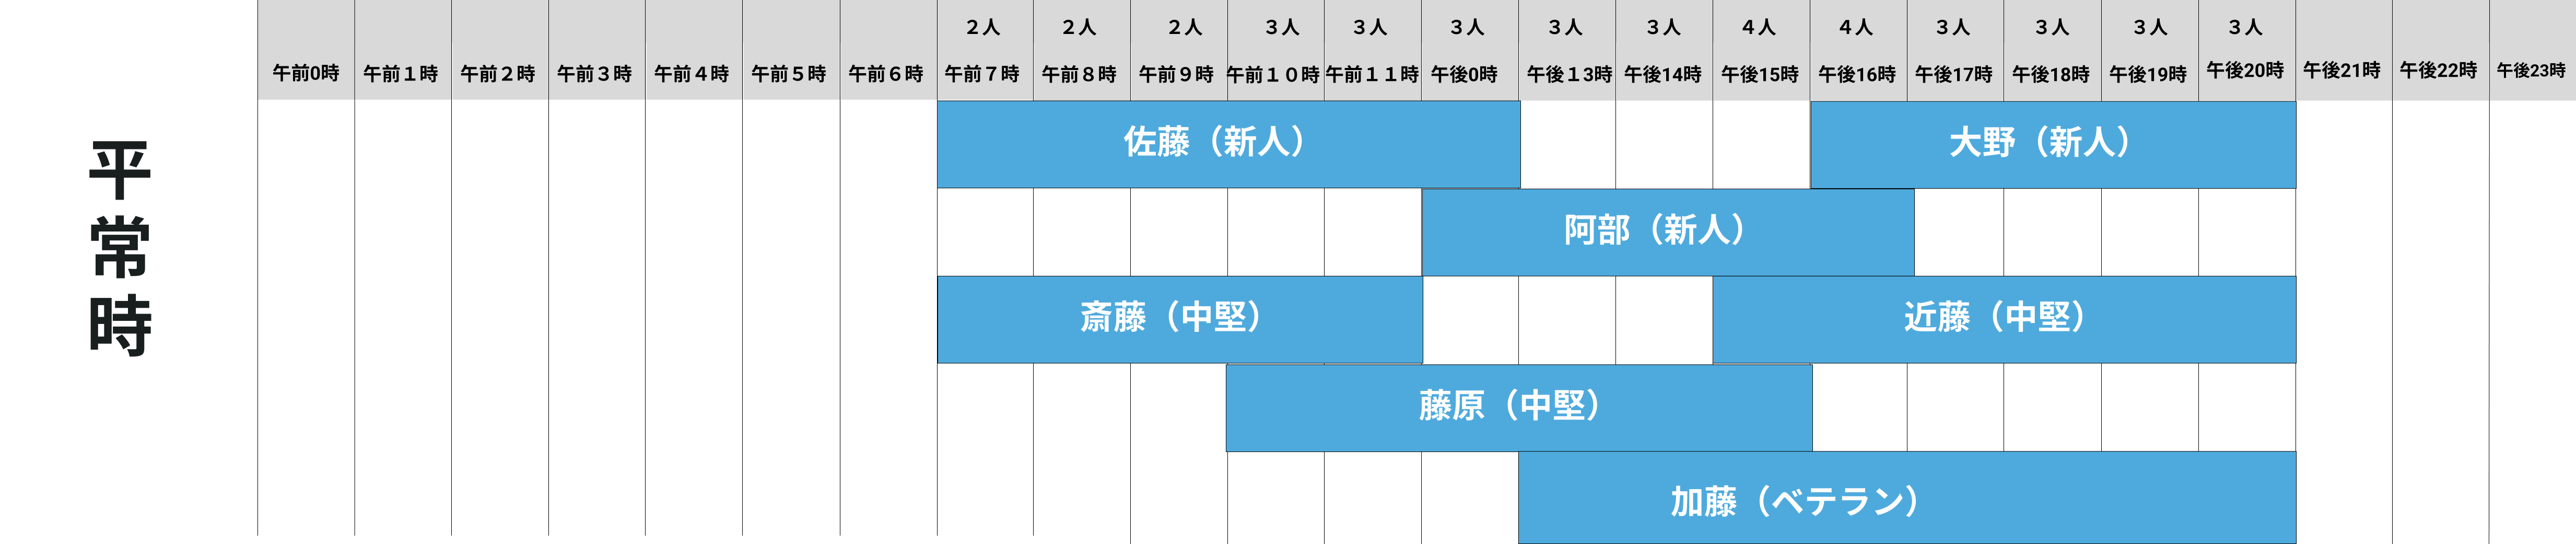 ２人 ２人 ２人 ３人 ３人 ３人 ３人 ３人 ４人 ４人 ３人 ３人 ３人 ３人
午前0時 午前１時 午前２時 午前３時 午前４時 午前５時 午前６時 午前７時 午前８時 午前９時 午前１０時 午前１１時 午後0時 午後１3時 午後14時 午後15時 午後16時 午後17時 午後18時 午後19時 午後20時 午後21時 午後22時 午後23時
平常時
佐藤（新人） 大野（新人）
阿部（新人）
斎藤（中堅） 近藤（中堅）
藤原（中堅）
加藤（ベテラン）